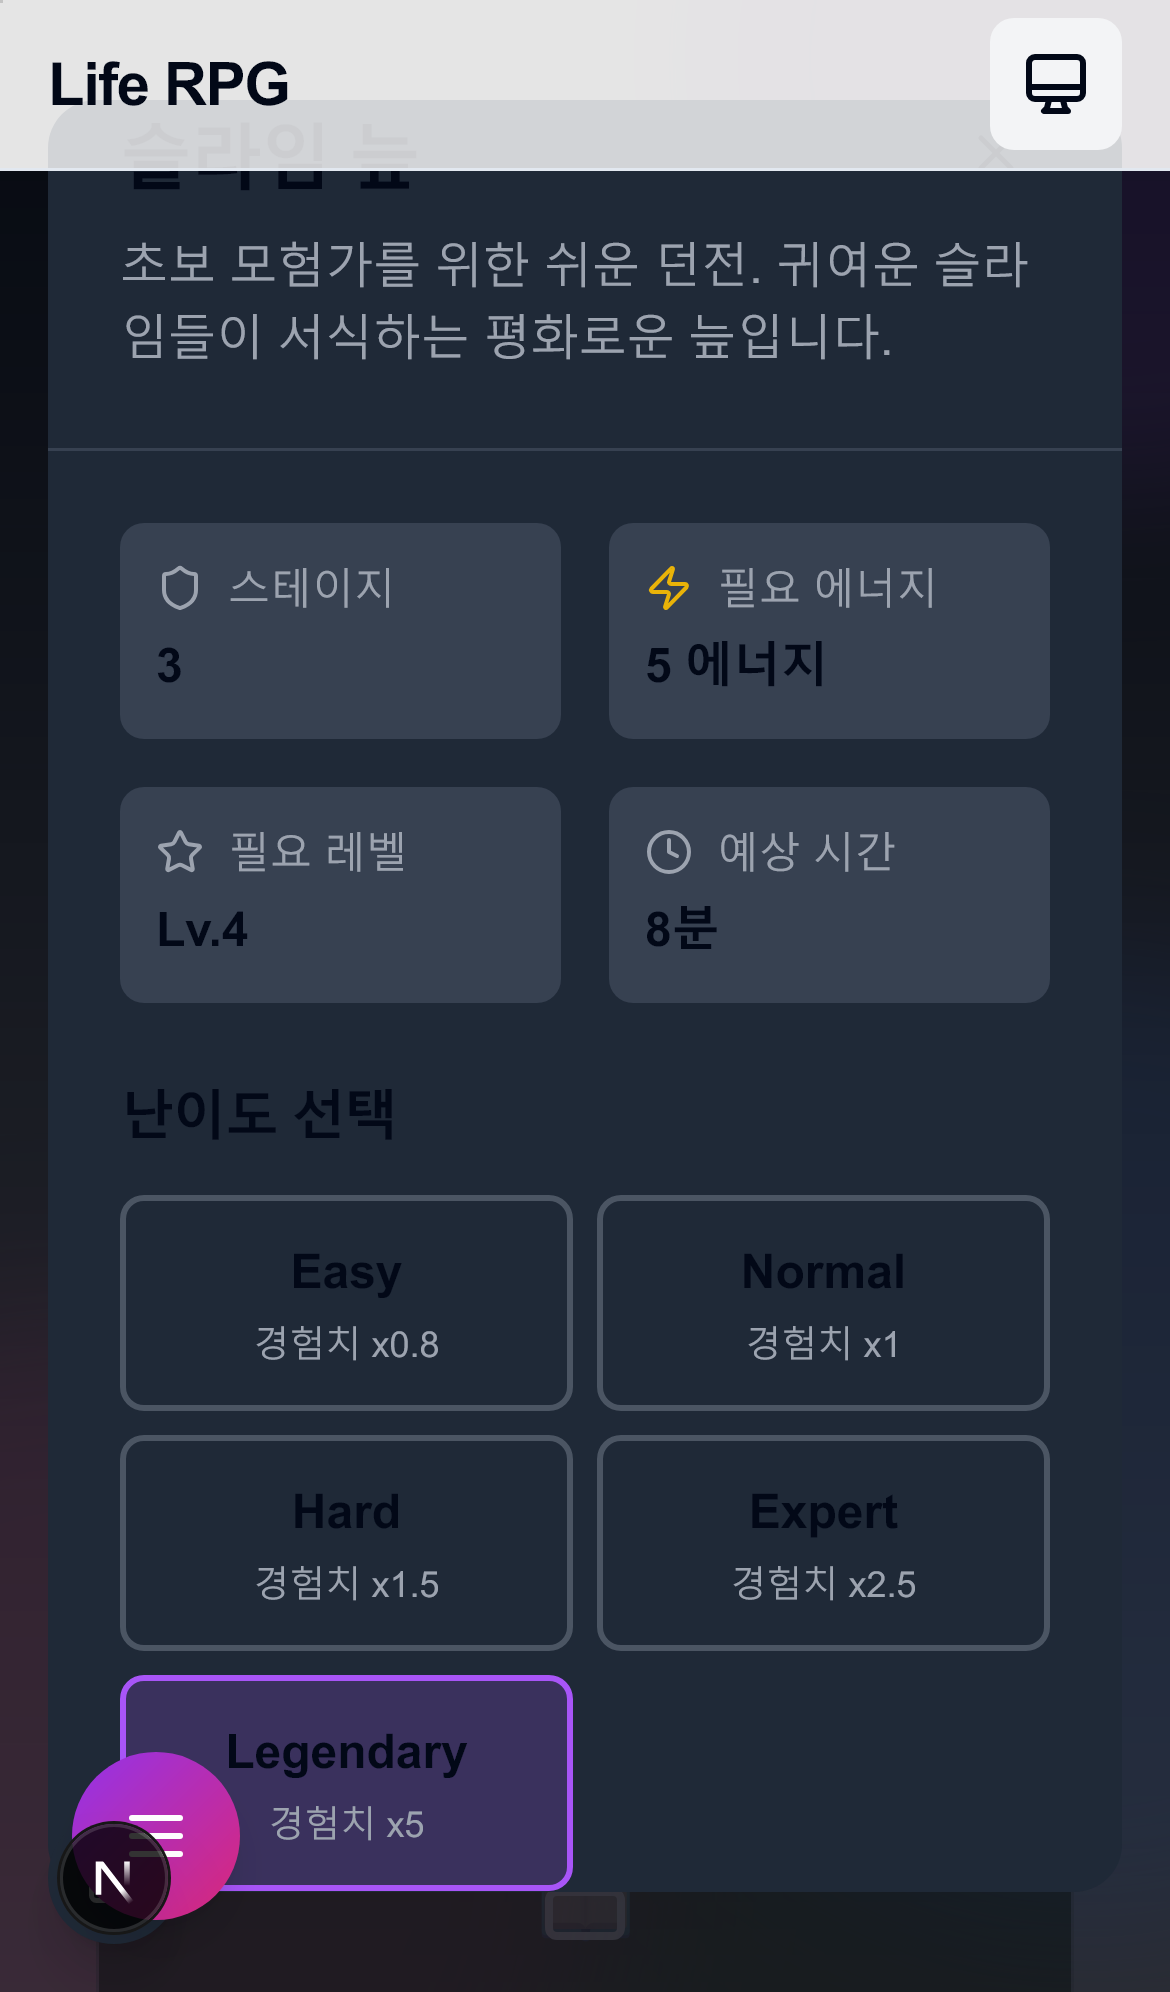 Life RPG
슬라임 늪
초보 모험가를 위한 쉬운 던전. 귀여운 슬라
임들이 서식하는 평화로운 늪입니다.
스테이지
3
필요 에너지
5 에너지
필요 레벨
Lv.4
예상 시간
8분
난이도 선택
Easy
경험치 x0.8
Normal
경험치 x1
Hard
경험치 x1.5
Expert
경험치 x2.5
Legendary
경험치 x5
N